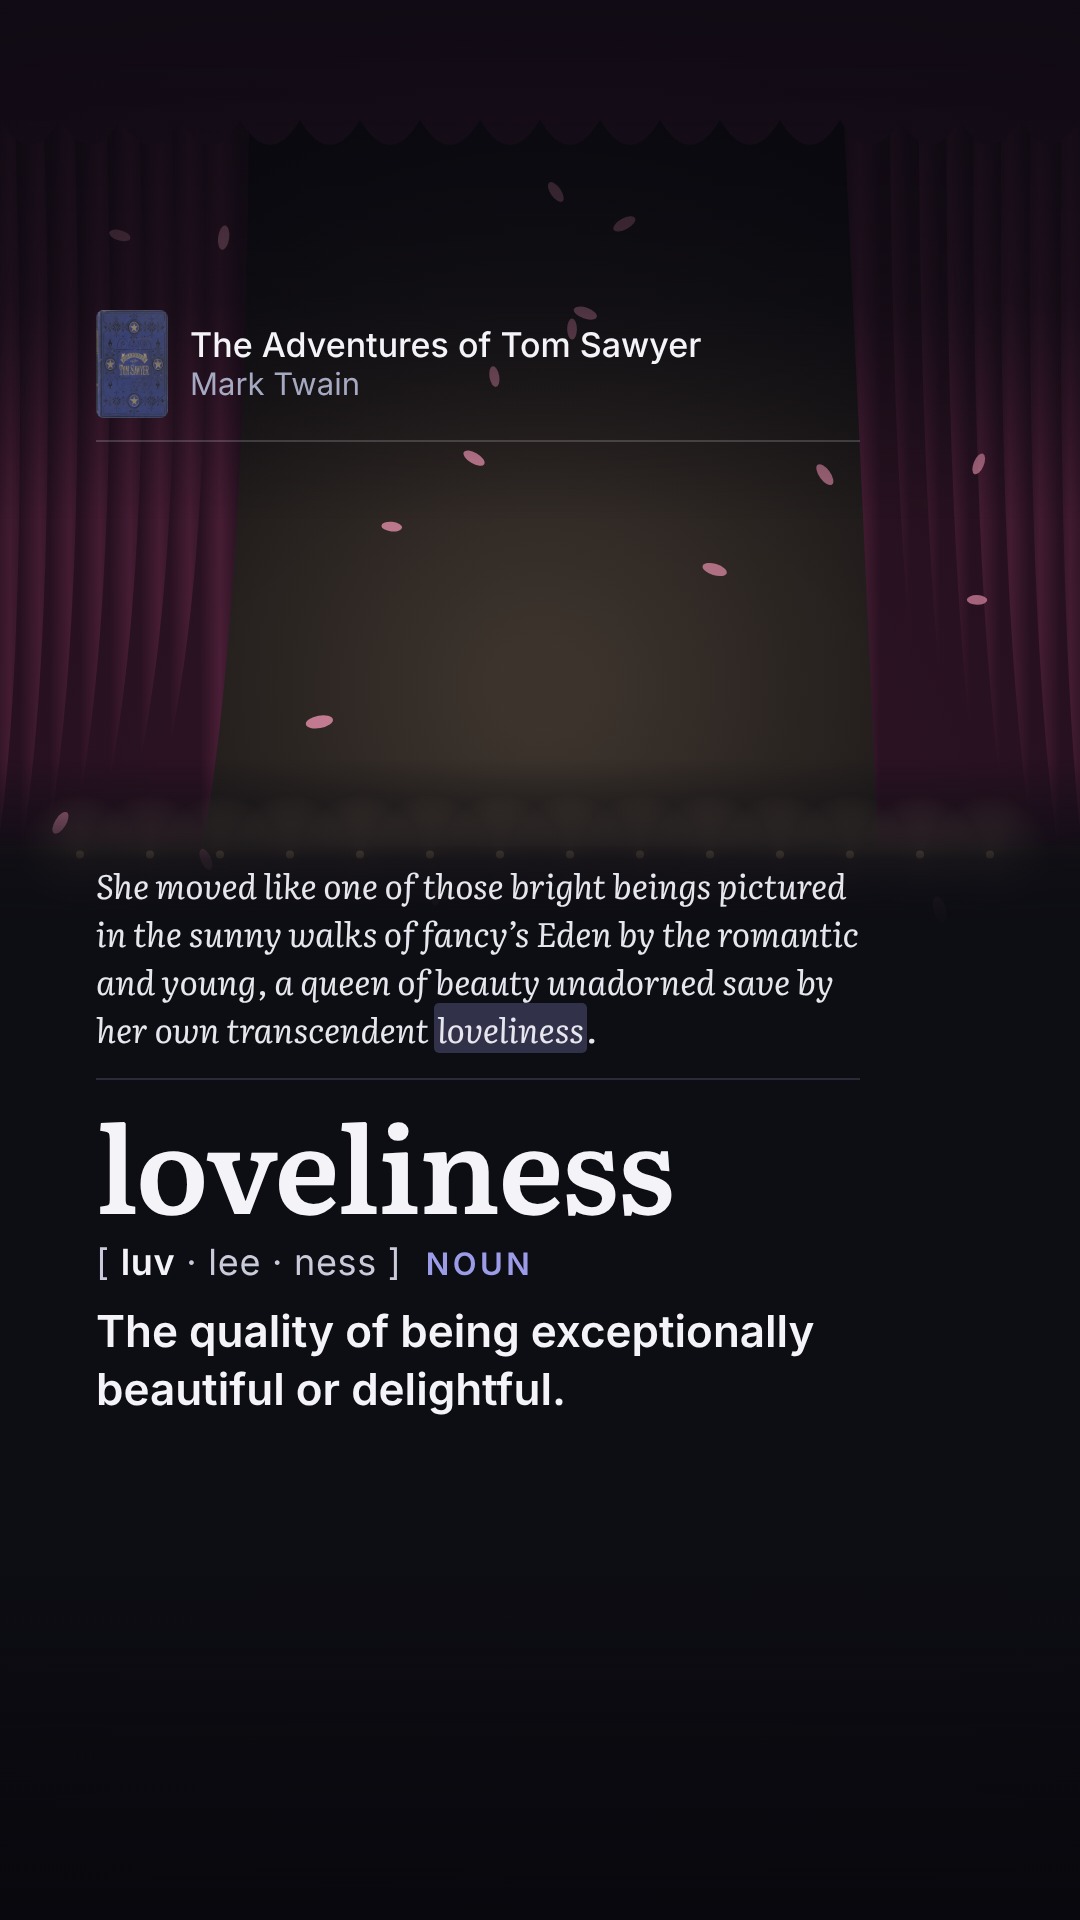 TOM SAWYER
The Adventures of Tom Sawyer
Mark Twain
She moved like one of those bright beings pictured
in the sunny walks of fancy’s Eden by the romantic
and young, a queen of beauty unadorned save by
her own transcendent loveliness.
loveliness
[ luv · lee · ness ] NOUN
The quality of being exceptionally
beautiful or delightful.